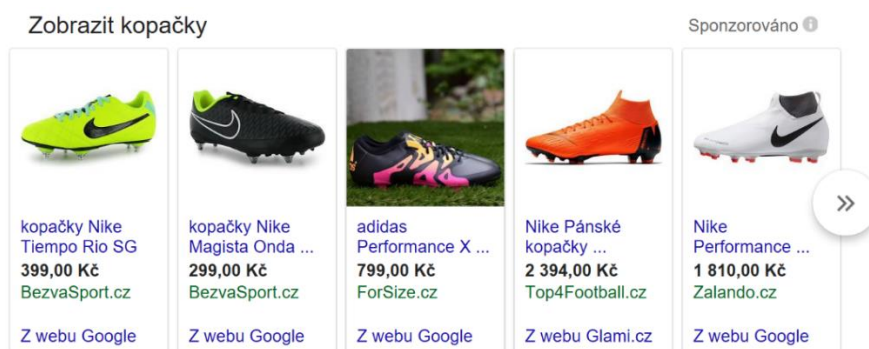 Zobrazit kopačky
Sponzorováno
kopačky Nike
Tiempo Rio SG
399,00 Kč
BezvaSport.cz
Z webu Google
kopačky Nike
Magista Onda ...
299,00 Kč
BezvaSport.cz
Z webu Google
adidas
Performance X ...
799,00 Kč
ForSize.cz
Z webu Google
Nike Pánské
kopačky ...
2 394,00 Kč
Top4Football.cz
Z webu Glami.cz
Nike
Performance ...
1 810,00 Kč
Zalando.cz
Z webu Google